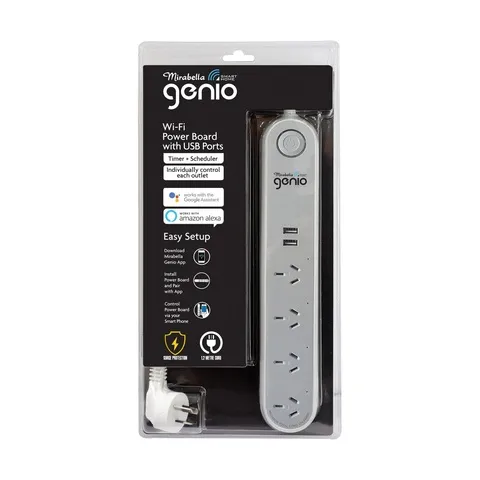 Mirabella SMART HOME
genio
Wi-Fi
Power Board
with USB Ports
Timer + Scheduler
Individually control
each outlet
works with the
Google Assistant
WORKS WITH
amazon alexa
Easy Setup
Download
Mirabella
Genio App
Install
Power Board
and Pair
with App
Control
Power Board
via your
Smart Phone
SURGE PROTECTION
1.2 METRE CORD
Mirabella
genio